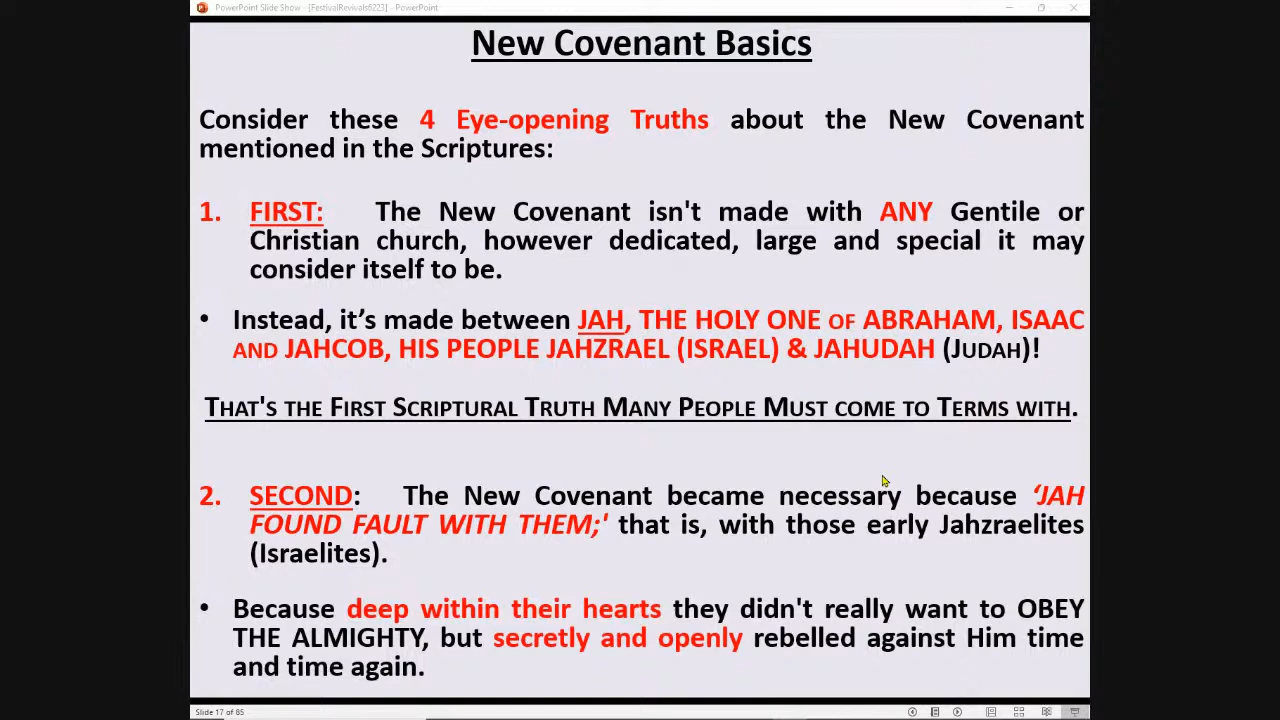 PowerPoint Slide Show - [FestivalRevivals6223] - PowerPoint
New Covenant Basics
Consider these 4 Eye-opening Truths about the New Covenant
mentioned in the Scriptures:
1. FIRST: The New Covenant isn't made with ANY Gentile or
Christian church, however dedicated, large and special it may
consider itself to be.
• Instead, it’s made between JAH, THE HOLY ONE OF ABRAHAM, ISAAC
AND JAHCOB, HIS PEOPLE JAHZRAEL (ISRAEL) & JAHUDAH (JUDAH)!
THAT'S THE FIRST SCRIPTURAL TRUTH MANY PEOPLE MUST COME TO TERMS WITH.
2. SECOND: The New Covenant became necessary because ‘JAH
FOUND FAULT WITH THEM;' that is, with those early Jahzraelites
(Israelites).
• Because deep within their hearts they didn't really want to OBEY
THE ALMIGHTY, but secretly and openly rebelled against Him time
and time again.
Slide 17 of 85